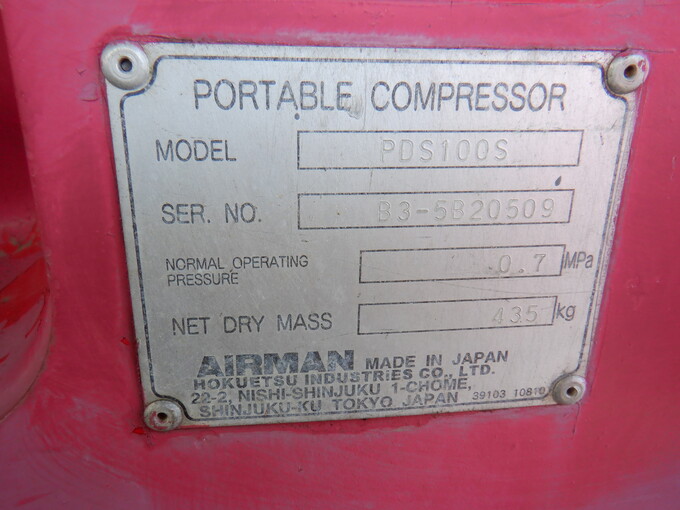 PORTABLE COMPRESSOR
MODEL PDS100S
SER. NO. B3-5B20509
NORMAL OPERATING PRESSURE 0.7 MPa
NET DRY MASS 435 kg
AIRMAN MADE IN JAPAN
HOKUETSU INDUSTRIES CO., LTD.
22-2, NISHI-SHINJUKU 1-CHOME,
SHINJUKU-KU TOKYO JAPAN 39103